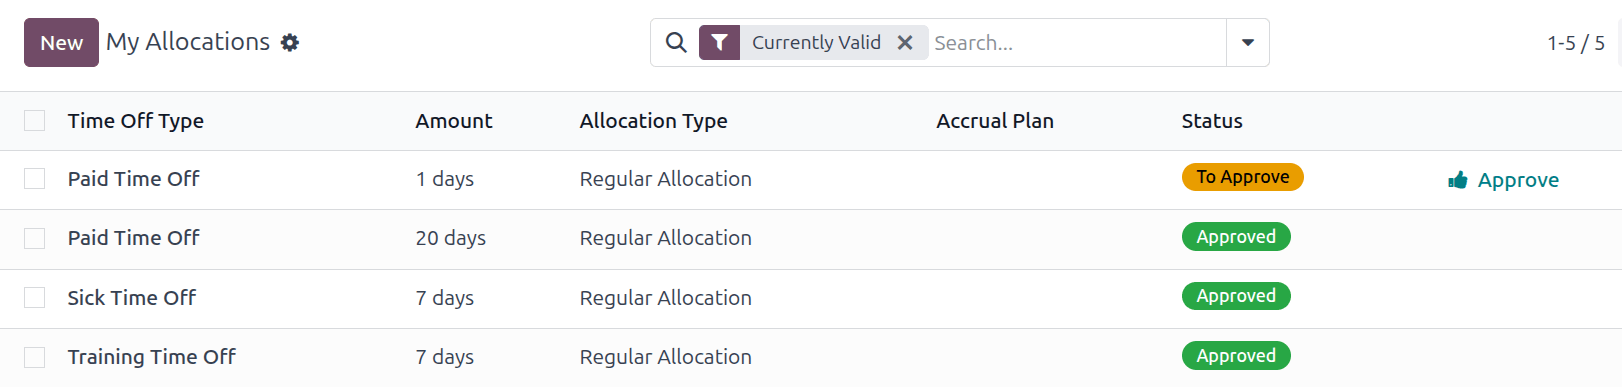 New My Allocations Currently Valid Search... 1-5 / 5
Time Off Type Amount Allocation Type Accrual Plan Status
Paid Time Off 1 days Regular Allocation To Approve Approve
Paid Time Off 20 days Regular Allocation Approved
Sick Time Off 7 days Regular Allocation Approved
Training Time Off 7 days Regular Allocation Approved